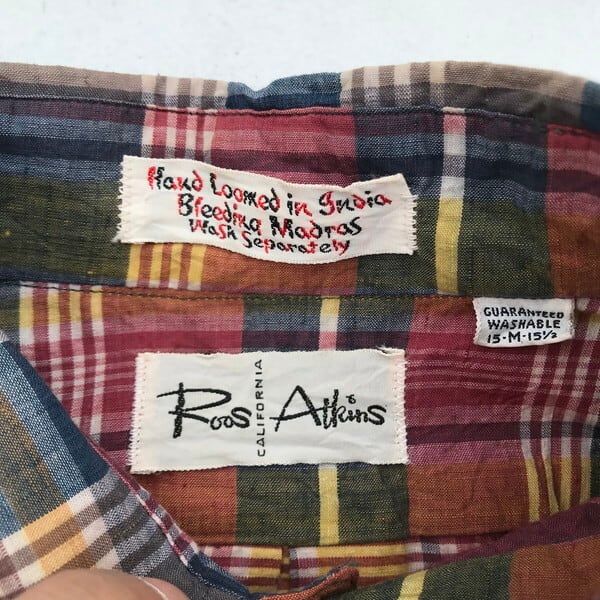 Hand Loomed in India
Bleeding Madras
Wash Separately
GUARANTEED
WASHABLE
15-M-15½
Roos Atkins
CALIFORNIA